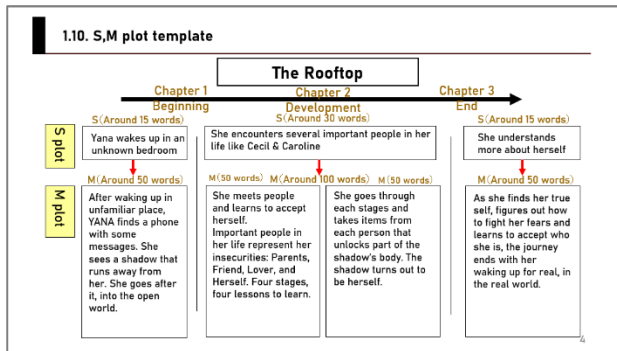 1.10. S,M plot template
The Rooftop
Chapter 1
Beginning
Chapter 2
Development
Chapter 3
End
S plot
S(Around 15 words)
Yana wakes up in an
unknown bedroom
S(Around 30 words)
She encounters several important people in her
life like Cecil & Caroline
S(Around 15 words)
She understands
more about herself
M plot
M(Around 50 words)
After waking up in
unfamiliar place,
YANA finds a phone
with some
messages. She
sees a shadow that
runs away from
her. She goes after
it, into the open
world.
M(50 words)
M(Around 100 words)
M(50 words)
She meets people
and learns to accept
herself.
Important people in
her life represent her
insecurities: Parents,
Friend, Lover, and
Herself. Four stages,
four lessons to learn.
She goes through
each stages and
takes items from
each person that
unlocks part of the
shadow's body. The
shadow turns out to
be herself.
M(Around 50 words)
As she finds her true
self, figures out how
to fight her fears and
learns to accept who
she is, the journey
ends with her
waking up for real, in
the real world.
4